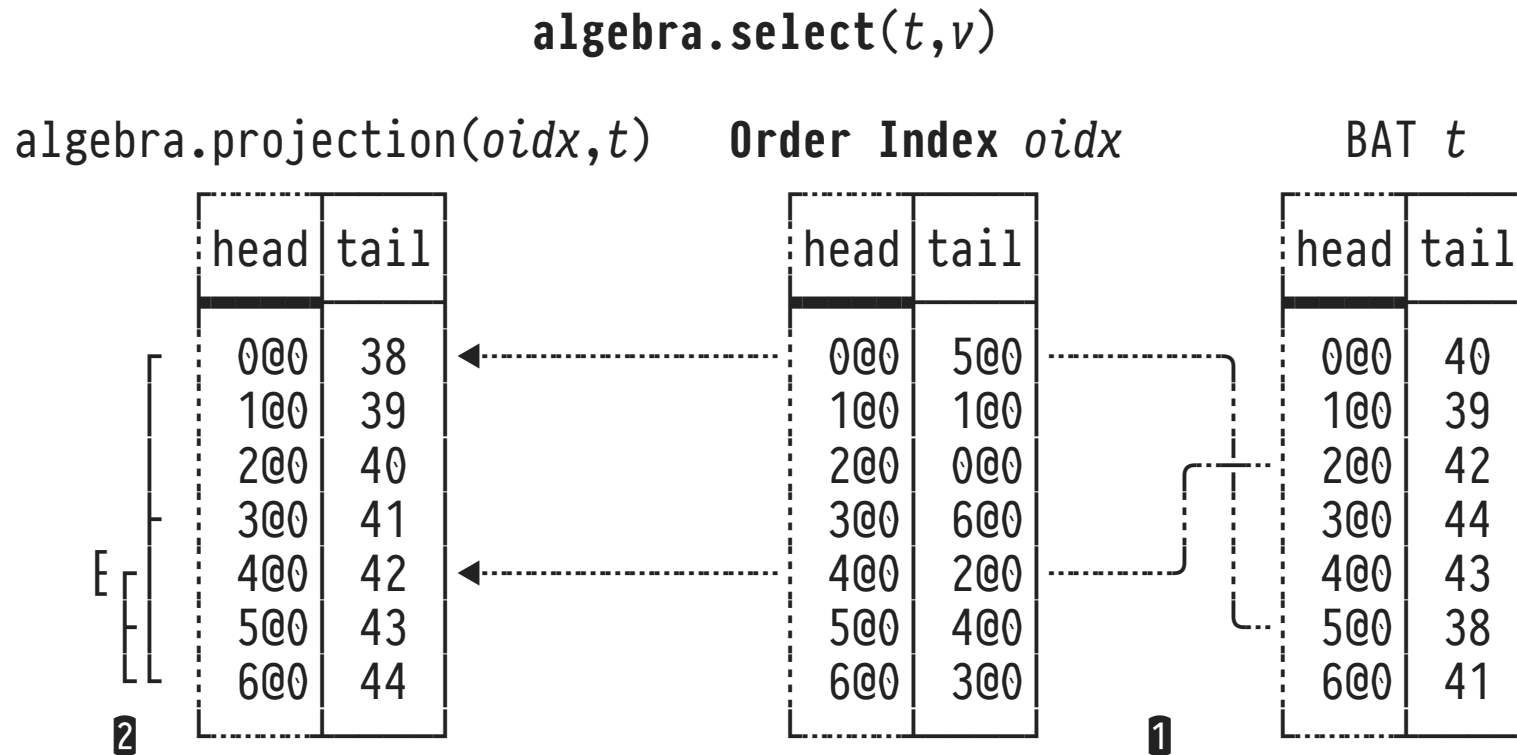 algebra.select(t,v)
algebra.projection(oidx,t) Order Index oidx BAT t
head tail head tail head tail
0@0 38 0@0 5@0 0@0 40
1@0 39 1@0 1@0 1@0 39
2@0 40 2@0 0@0 2@0 42
3@0 41 3@0 6@0 3@0 44
4@0 42 4@0 2@0 4@0 43
5@0 43 5@0 4@0 5@0 38
6@0 44 6@0 3@0 6@0 41
2 1